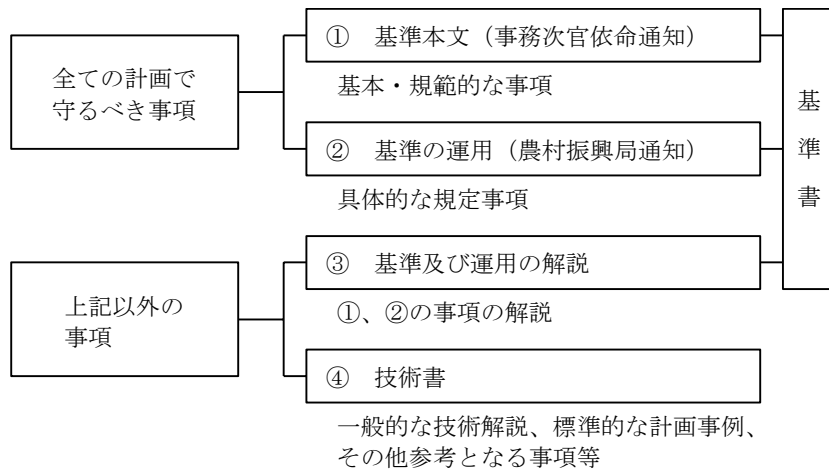 全ての計画で
守るべき事項
① 基準本文（事務次官依命通知）
基本・規範的な事項
② 基準の運用（農村振興局通知）
具体的な規定事項
上記以外の
事項
③ 基準及び運用の解説
①、②の事項の解説
④ 技術書
一般的な技術解説、標準的な計画事例、
その他参考となる事項等
基準書